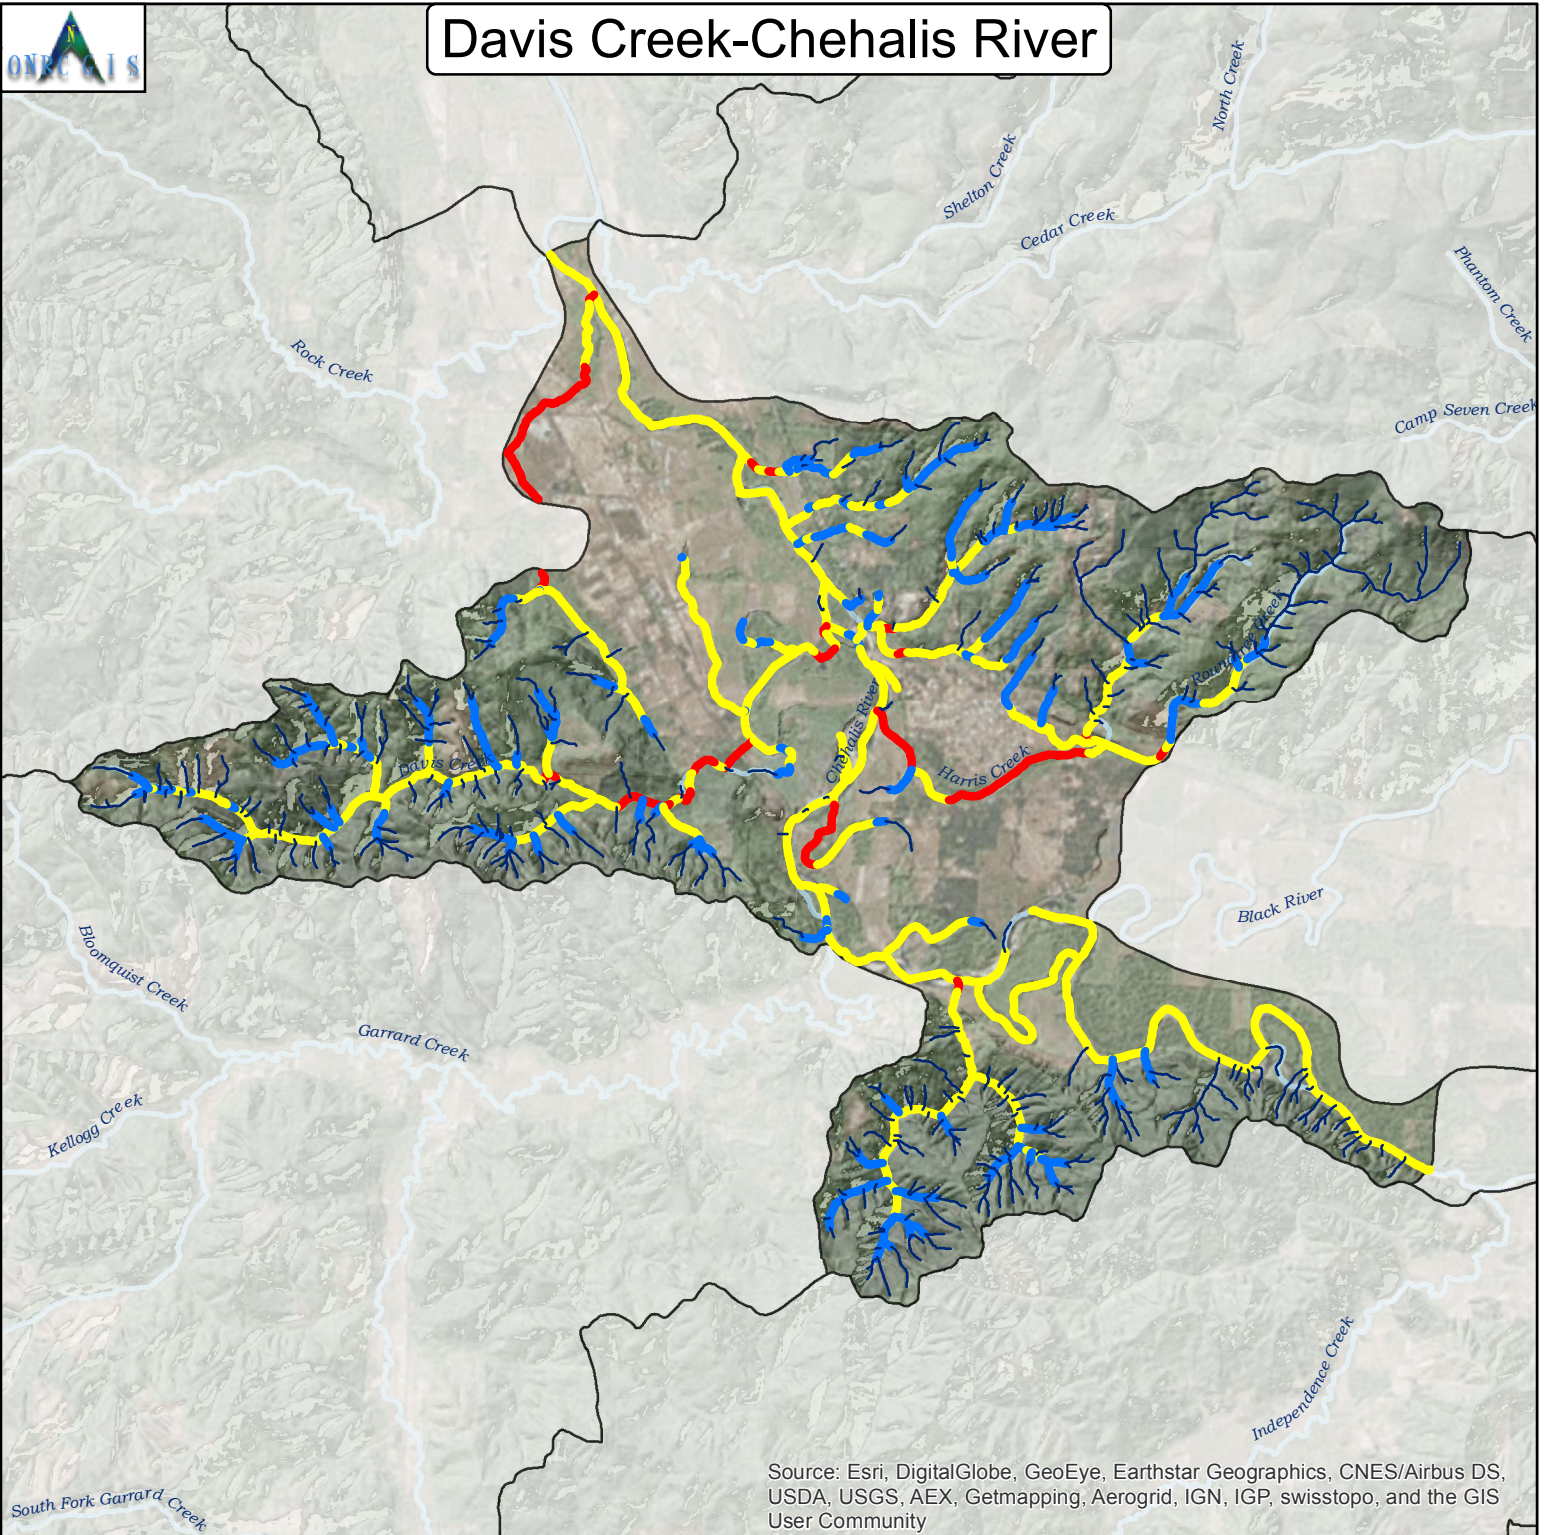 N
ONRC GIS
Davis Creek-Chehalis River
North Creek
Shelton Creek
Cedar Creek
Phantom Creek
Rock Creek
Camp Seven Creek
Roundtree Creek
Chehalis River
Davis Creek
Harris Creek
Black River
Bloomquist Creek
Garrard Creek
Kellogg Creek
Independence Creek
South Fork Garrard Creek
Source: Esri, DigitalGlobe, GeoEye, Earthstar Geographics, CNES/Airbus DS,
USDA, USGS, AEX, Getmapping, Aerogrid, IGN, IGP, swisstopo, and the GIS
User Community